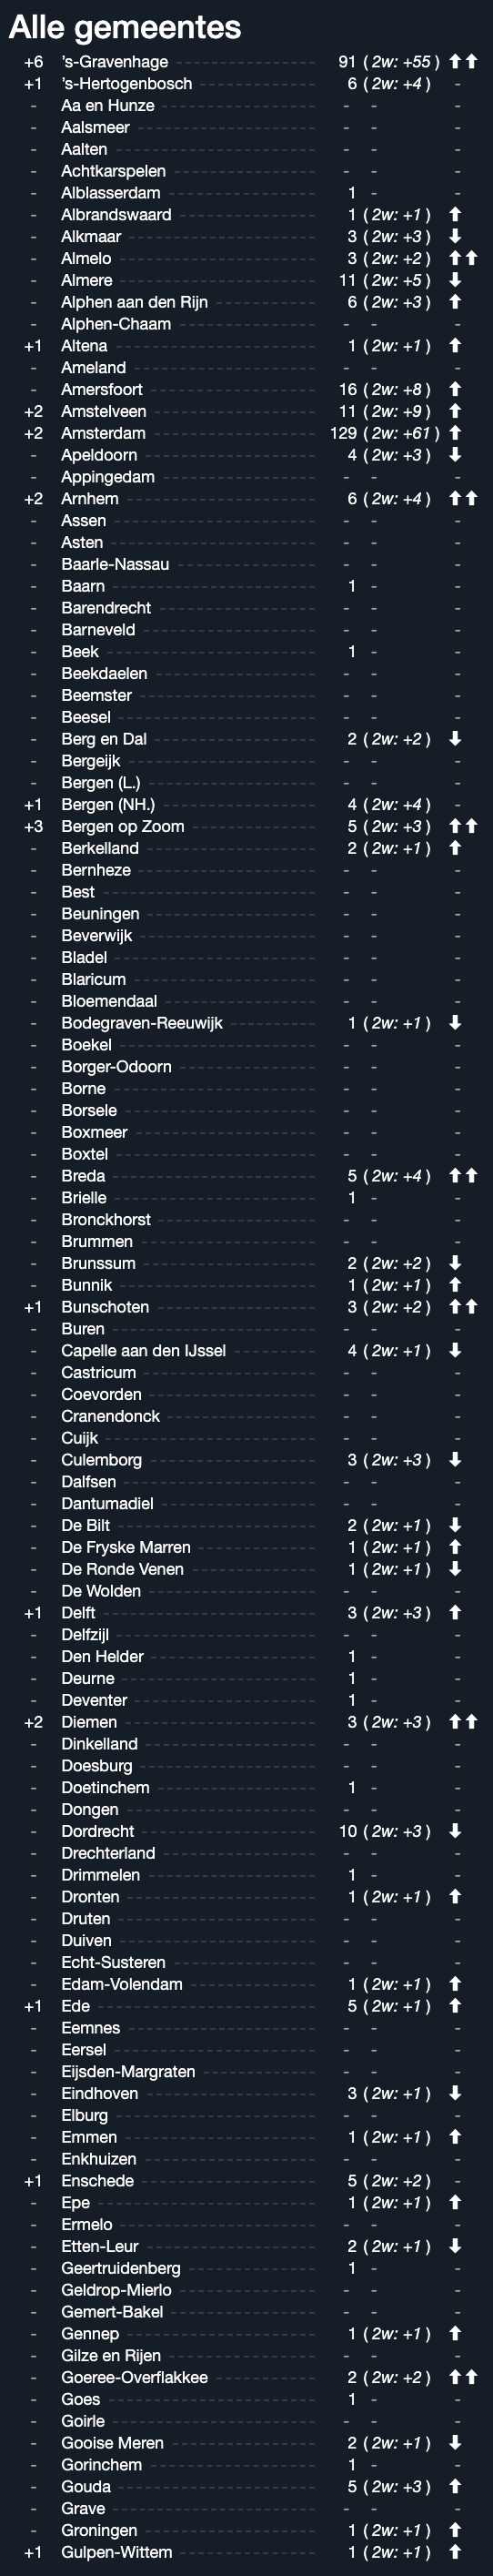 Alle gemeentes
+6 's-Gravenhage 91 ( 2w: +55 ) ⬆⬆
+1 's-Hertogenbosch 6 ( 2w: +4 ) -
- Aa en Hunze - - -
- Aalsmeer - - -
- Aalten - - -
- Achtkarspelen - - -
- Alblasserdam 1 - -
- Albrandswaard 1 ( 2w: +1 ) ⬆
- Alkmaar 3 ( 2w: +3 ) ⬇
- Almelo 3 ( 2w: +2 ) ⬆⬆
- Almere 11 ( 2w: +5 ) ⬇
- Alphen aan den Rijn 6 ( 2w: +3 ) ⬆
- Alphen-Chaam - - -
+1 Altena 1 ( 2w: +1 ) ⬆
- Ameland - - -
- Amersfoort 16 ( 2w: +8 ) ⬆
+2 Amstelveen 11 ( 2w: +9 ) ⬆
+2 Amsterdam 129 ( 2w: +61 ) ⬆
- Apeldoorn 4 ( 2w: +3 ) ⬇
- Appingedam - - -
+2 Arnhem 6 ( 2w: +4 ) ⬆⬆
- Assen - - -
- Asten - - -
- Baarle-Nassau - - -
- Baarn 1 - -
- Barendrecht - - -
- Barneveld - - -
- Beek 1 - -
- Beekdaelen - - -
- Beemster - - -
- Beesel - - -
- Berg en Dal 2 ( 2w: +2 ) ⬇
- Bergeijk - - -
- Bergen (L.) - - -
+1 Bergen (NH.) 4 ( 2w: +4 ) -
+3 Bergen op Zoom 5 ( 2w: +3 ) ⬆⬆
- Berkelland 2 ( 2w: +1 ) ⬆
- Bernheze - - -
- Best - - -
- Beuningen - - -
- Beverwijk - - -
- Bladel - - -
- Blaricum - - -
- Bloemendaal - - -
- Bodegraven-Reeuwijk 1 ( 2w: +1 ) ⬇
- Boekel - - -
- Borger-Odoorn - - -
- Borne - - -
- Borsele - - -
- Boxmeer - - -
- Boxtel - - -
- Breda 5 ( 2w: +4 ) ⬆⬆
- Brielle 1 - -
- Bronckhorst - - -
- Brummen - - -
- Brunssum 2 ( 2w: +2 ) ⬇
- Bunnik 1 ( 2w: +1 ) ⬆
+1 Bunschoten 3 ( 2w: +2 ) ⬆⬆
- Buren - - -
- Capelle aan den IJssel 4 ( 2w: +1 ) ⬇
- Castricum - - -
- Coevorden - - -
- Cranendonck - - -
- Cuijk - - -
- Culemborg 3 ( 2w: +3 ) ⬇
- Dalfsen - - -
- Dantumadiel - - -
- De Bilt 2 ( 2w: +1 ) ⬇
- De Fryske Marren 1 ( 2w: +1 ) ⬆
- De Ronde Venen 1 ( 2w: +1 ) ⬇
- De Wolden - - -
+1 Delft 3 ( 2w: +3 ) ⬆
- Delfzijl - - -
- Den Helder 1 - -
- Deurne 1 - -
- Deventer 1 - -
+2 Diemen 3 ( 2w: +3 ) ⬆⬆
- Dinkelland - - -
- Doesburg - - -
- Doetinchem 1 - -
- Dongen - - -
- Dordrecht 10 ( 2w: +3 ) ⬇
- Drechterland - - -
- Drimmelen 1 - -
- Dronten 1 ( 2w: +1 ) ⬆
- Druten - - -
- Duiven - - -
- Echt-Susteren - - -
- Edam-Volendam 1 ( 2w: +1 ) ⬆
+1 Ede 5 ( 2w: +1 ) ⬆
- Eemnes - - -
- Eersel - - -
- Eijsden-Margraten - - -
- Eindhoven 3 ( 2w: +1 ) ⬇
- Elburg - - -
- Emmen 1 ( 2w: +1 ) ⬆
- Enkhuizen - - -
+1 Enschede 5 ( 2w: +2 ) -
- Epe 1 ( 2w: +1 ) ⬆
- Ermelo - - -
- Etten-Leur 2 ( 2w: +1 ) ⬇
- Geertruidenberg 1 - -
- Geldrop-Mierlo - - -
- Gemert-Bakel - - -
- Gennep 1 ( 2w: +1 ) ⬆
- Gilze en Rijen - - -
- Goeree-Overflakkee 2 ( 2w: +2 ) ⬆⬆
- Goes 1 - -
- Goirle - - -
- Gooise Meren 2 ( 2w: +1 ) ⬇
- Gorinchem 1 - -
- Gouda 5 ( 2w: +3 ) ⬆
- Grave - - -
- Groningen 1 ( 2w: +1 ) ⬆
+1 Gulpen-Wittem 1 ( 2w: +1 ) ⬆